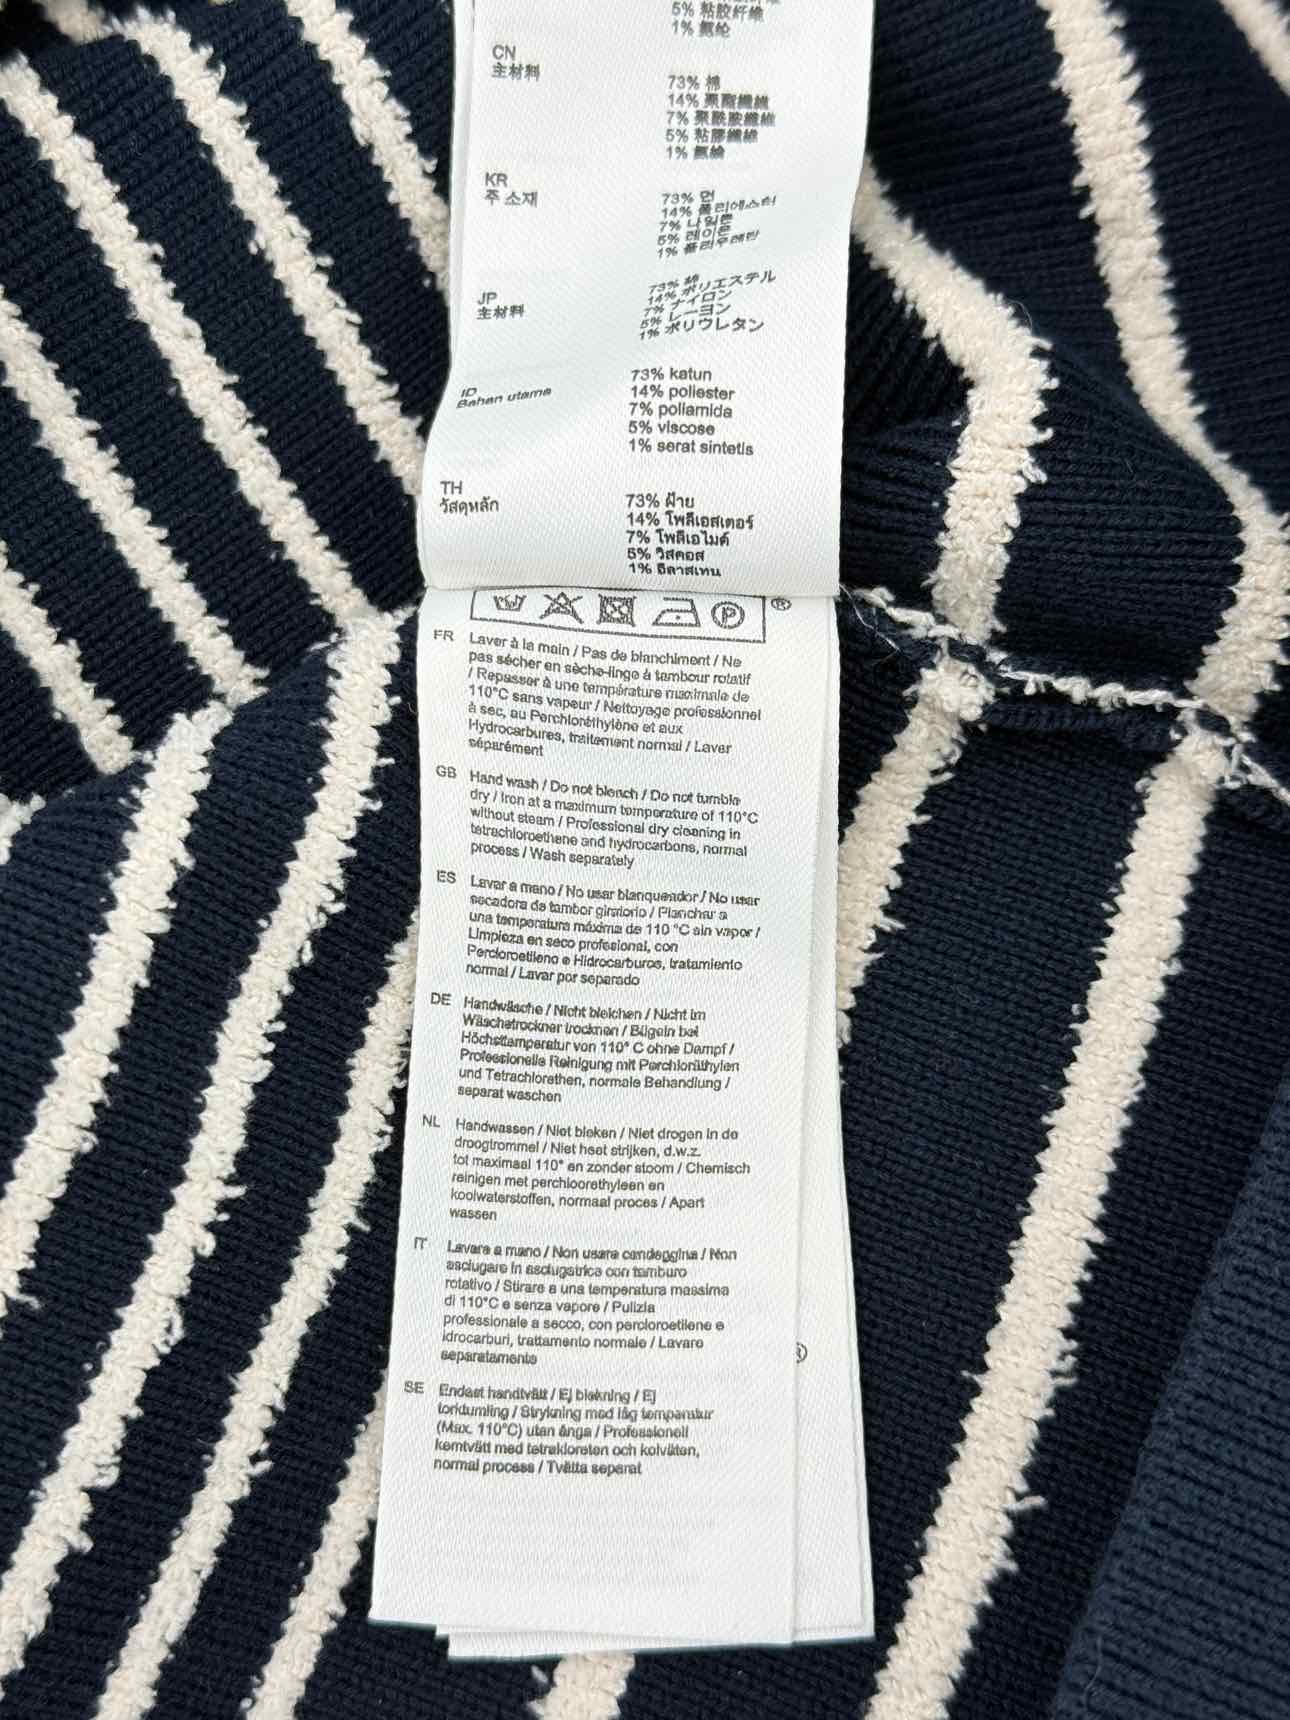 5% 粘胶纤维
1% 氨纶
CN
主材料
73% 棉
14% 聚酯纖維
7% 聚酰胺纖維
5% 粘膠纖維
1% 氨綸
KR
주 소재
73% 면
14% 폴리에스터
7% 나일론
5% 레이온
1% 폴리우레탄
JP
主材料
73% 綿
14% ポリエステル
7% ナイロン
5% レーヨン
1% ポリウレタン
ID
Bahan utama
73% katun
14% poliester
7% poliamida
5% viscose
1% serat sintetis
TH
วัสดุหลัก
73% ฝ้าย
14% โพลีเอสเตอร์
7% โพลีเอไมด์
5% วิสคอส
1% อีลาสเทน
P ®
FR Laver à la main / Pas de blanchiment / Ne
pas sécher en sèche-linge à tambour rotatif
/ Repasser à une température maximale de
110°C sans vapeur / Nettoyage professionnel
à sec, au Perchloréthylène et aux
Hydrocarbures, traitement normal / Laver
séparément
GB Hand wash / Do not bleach / Do not tumble
dry / Iron at a maximum temperature of 110°C
without steam / Professional dry cleaning in
tetrachloroethene and hydrocarbons, normal
process / Wash separately
ES Lavar a mano / No usar blanqueador / No usar
secadora de tambor giratorio / Planchar a
una temperatura máxima de 110 °C sin vapor /
Limpieza en seco profesional, con
Percloroetileno e Hidrocarburos, tratamiento
normal / Lavar por separado
DE Handwäsche / Nicht bleichen / Nicht im
Wäschetrockner trocknen / Bügeln bei
Höchsttemperatur von 110° C ohne Dampf /
Professionelle Reinigung mit Perchloräthylen
und Tetrachlorethen, normale Behandlung /
separat waschen
NL Handwassen / Niet bleken / Niet drogen in de
droogtrommel / Niet heet strijken, d.w.z.
tot maximaal 110° en zonder stoom / Chemisch
reinigen met perchloorethyleen en
koolwaterstoffen, normaal proces / Apart
wassen
IT Lavare a mano / Non usare candeggina / Non
asciugare in asciugatrice con tamburo
rotativo / Stirare a una temperatura massima
di 110°C e senza vapore / Pulizia
professionale a secco, con percloroetilene e
idrocarburi, trattamento normale / Lavare
separatamente
®
SE Endast handtvätt / Ej blekning / Ej
torktumling / Strykning med låg temperatur
(Max. 110°C) utan ånga / Professionell
kemtvätt med tetrakloreten och kolväten,
normal process / Tvätta separat